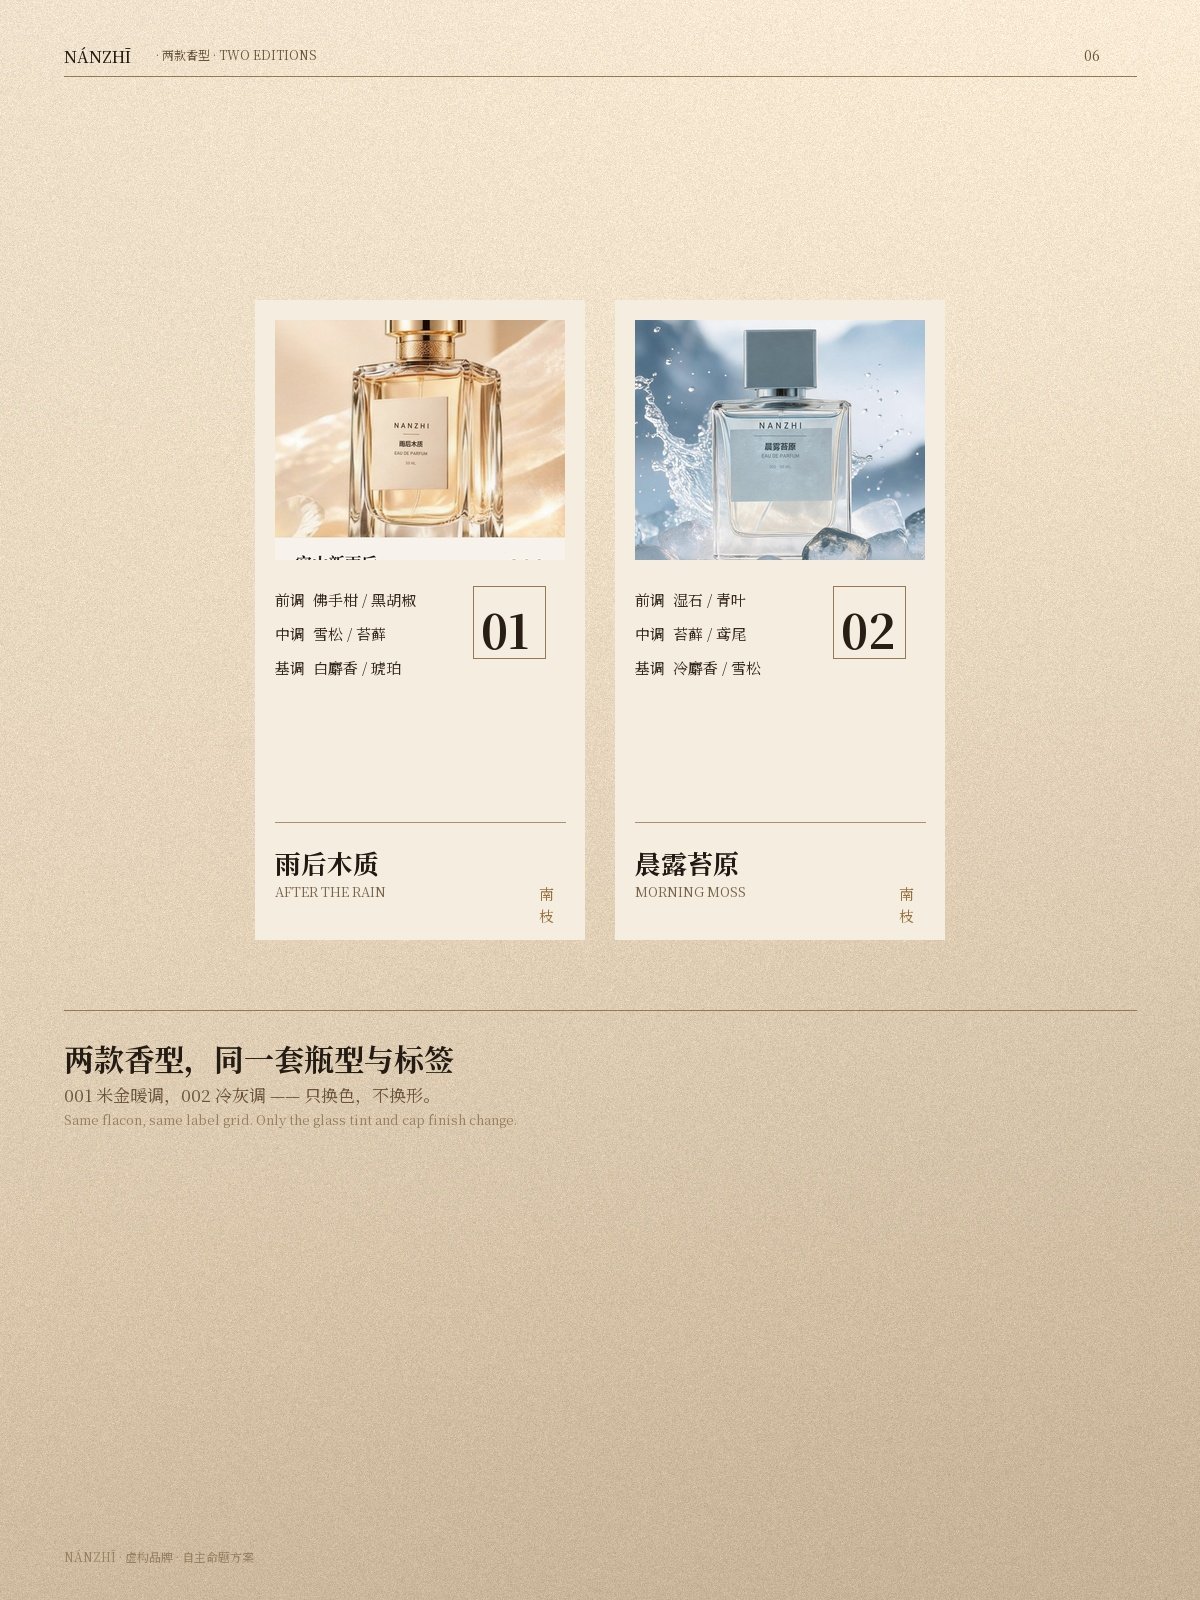 NÁNZHĪ · 两款香型 · TWO EDITIONS 06
NANZHI
雨后木质
EAU DE PARFUM
50 ML
NANZHI
晨雾苔原
EAU DE PARFUM
前调 佛手柑 / 黑胡椒
中调 雪松 / 苔藓
基调 白麝香 / 琥珀
01
前调 湿石 / 青叶
中调 苔藓 / 鸢尾
基调 冷麝香 / 雪松
02
雨后木质
AFTER THE RAIN
南
枝
晨露苔原
MORNING MOSS
南
枝
两款香型，同一套瓶型与标签
001 米金暖调，002 冷灰调 —— 只换色，不换形。
Same flacon, same label grid. Only the glass tint and cap finish change.
NÁNZHĪ · 虚构品牌 · 自主命题方案